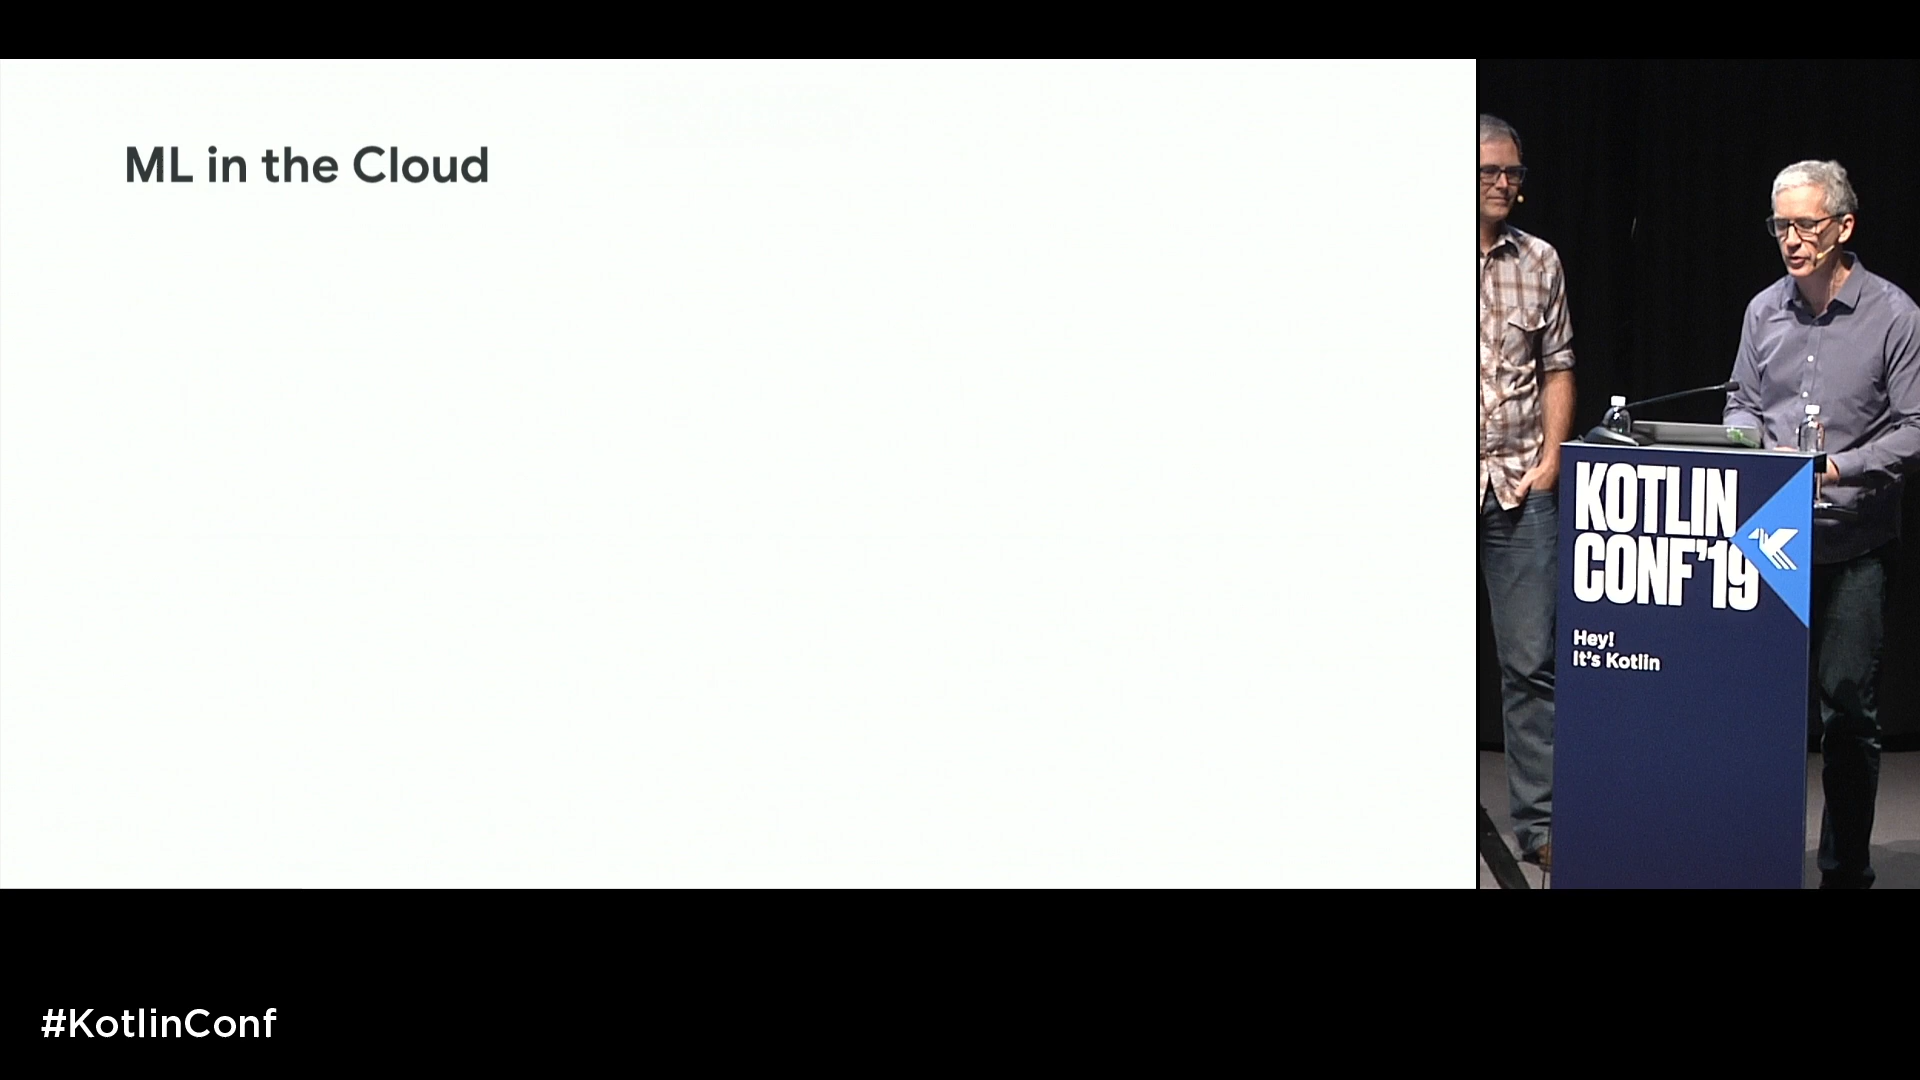 ML in the Cloud
KOTLIN
CONF'19
Hey!
It's Kotlin
#KotlinConf